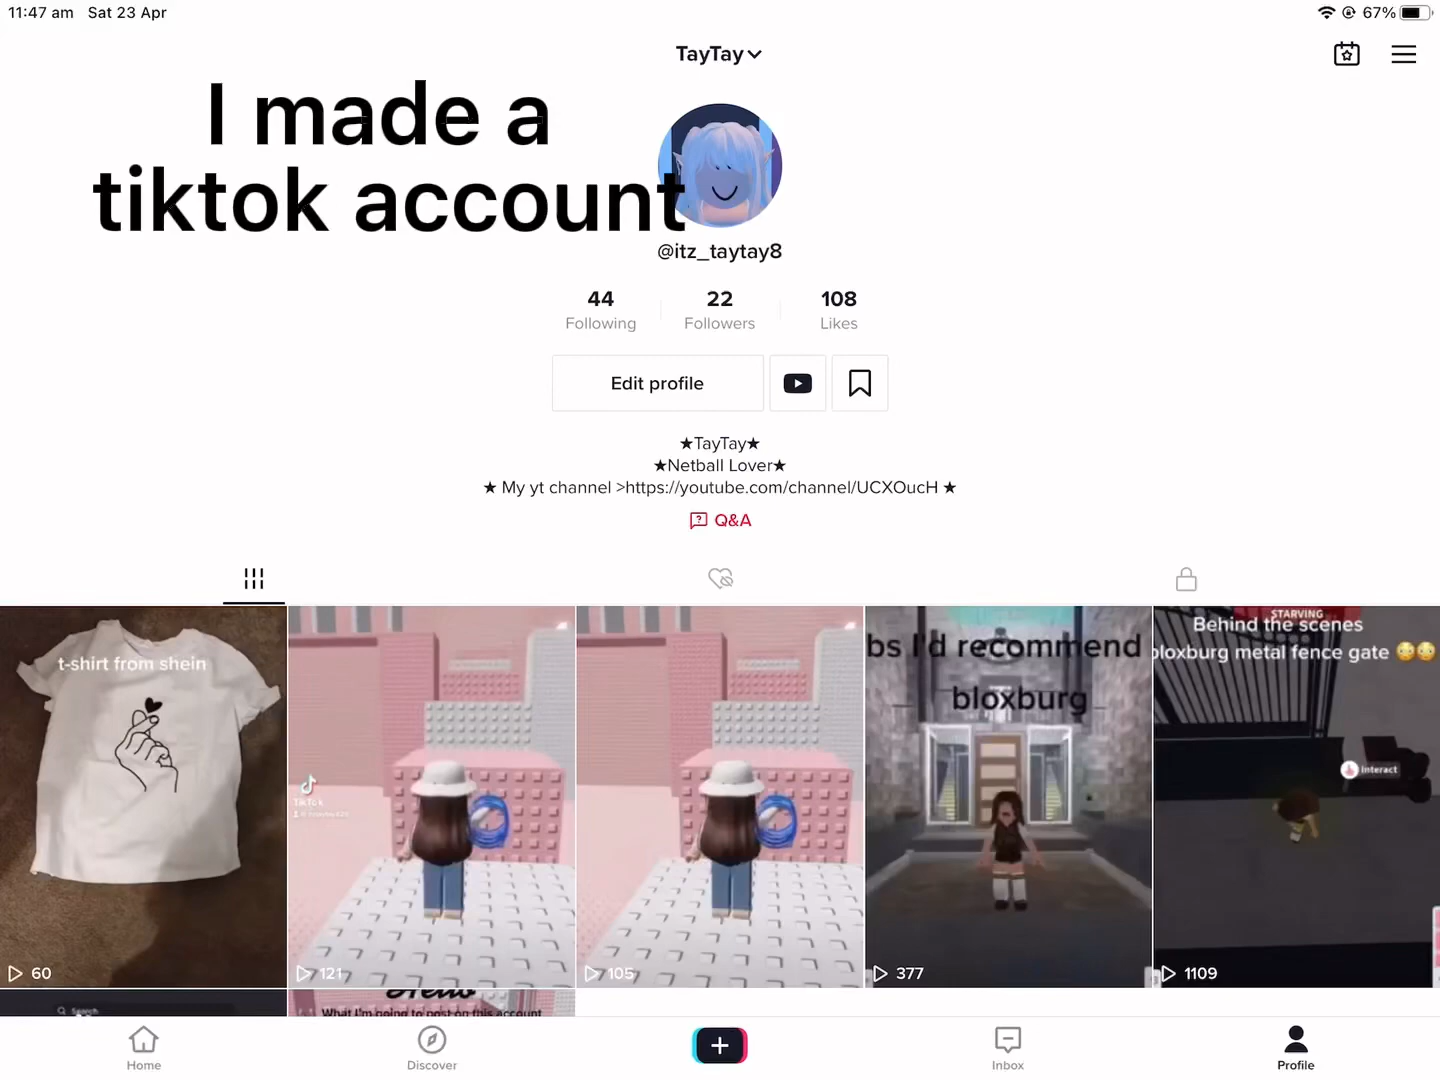 11:47 am Sat 23 Apr
67%
TayTay
I made a
tiktok account
@itz_taytay8
44 22 108
Following Followers Likes
Edit profile
★TayTay★
★Netball Lover★
★ My yt channel >https://youtube.com/channel/UCXOucH ★
Q&A
t-shirt from shein
60
TikTok
121
105
bs I'd recommend
bloxburg
377
STARVING
Behind the scenes
bloxburg metal fence gate 😳😳
Interact
1109
Search
Hello
What I'm going to post on this account
Home Discover Inbox Profile